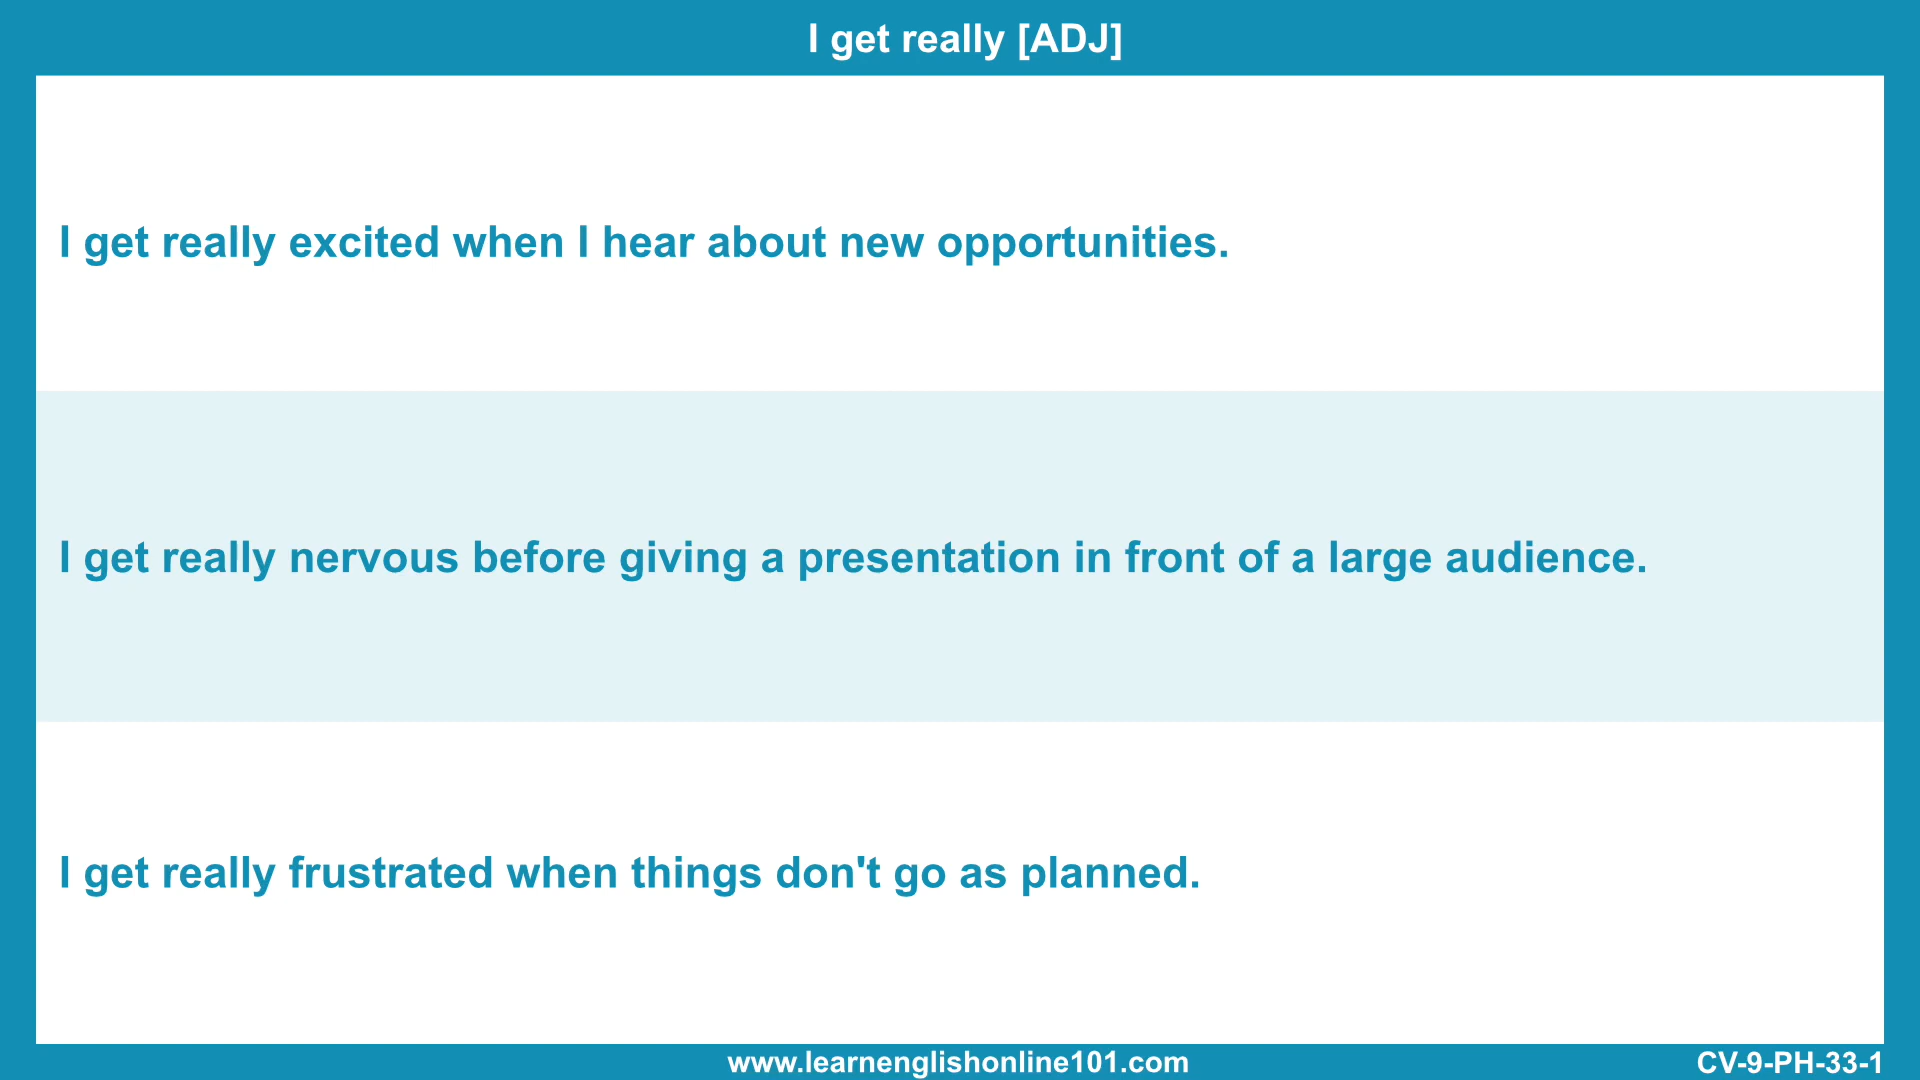 I get really [ADJ]
I get really excited when I hear about new opportunities.
I get really nervous before giving a presentation in front of a large audience.
I get really frustrated when things don't go as planned.
www.learnenglishonline101.com
CV-9-PH-33-1